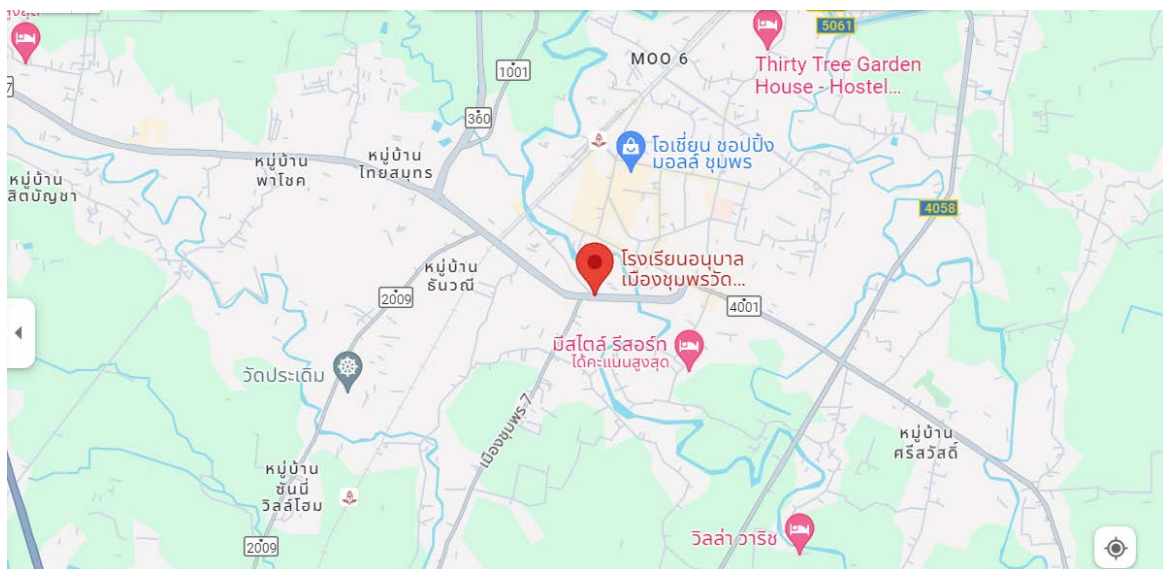 5061
MOO 6
Thirty Tree Garden
House - Hostel...
1001
360
โอเชี่ยน ชอปปิ้ง
มอลล์ ชุมพร
หมู่บ้าน
พาโชค
หมู่บ้าน
ไทยสมุทร
หมู่บ้าน
สิตบัญชา
4058
หมู่บ้าน
ธันวณี
โรงเรียนอนุบาล
เมืองชุมพรวัด...
2009
4001
มีสไตล์ รีสอร์ท
ได้คะแนนสูงสุด
วัดประเดิม
เมืองชุมพร 7
หมู่บ้าน
ศรีสวัสดิ์
หมู่บ้าน
ซันนี่
วิลล์โฮม
วิลล่า วาริช
2009